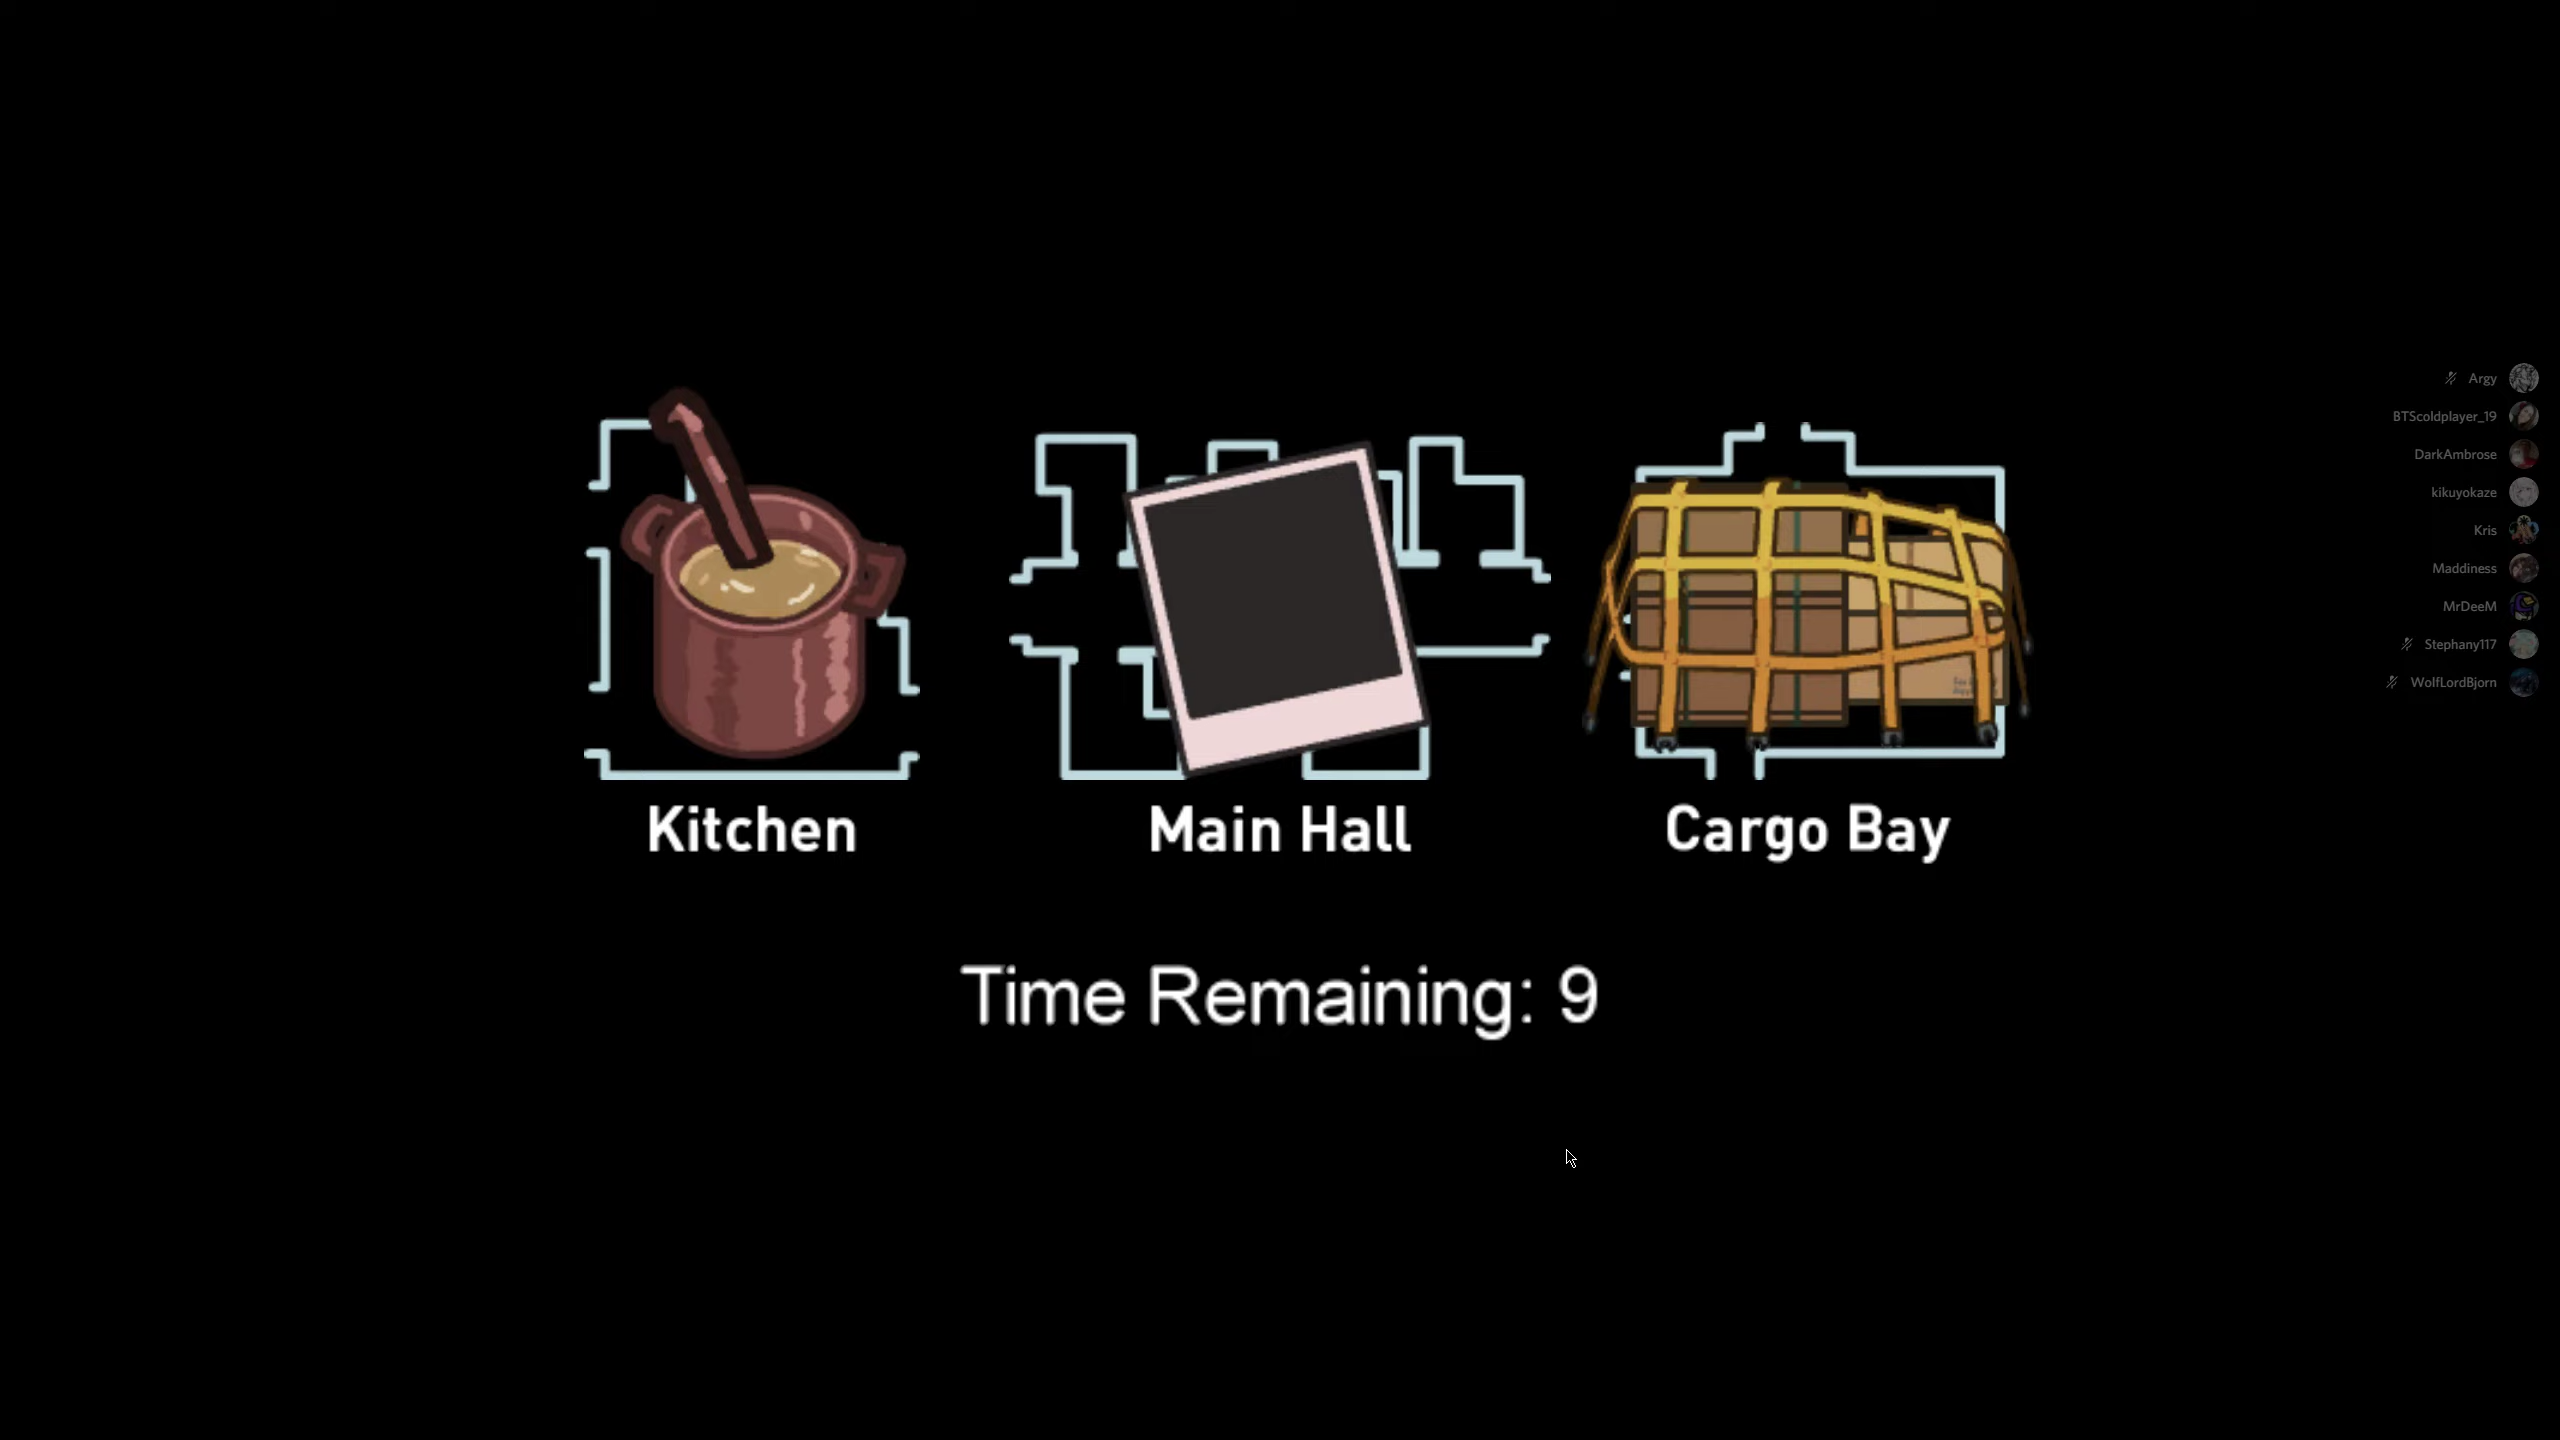 Argy
BTScoldplayer_19
DarkAmbrose
kikuyokaze
Kris
Maddiness
MrDeeM
Stephany117
WolfLordBjorn
Kitchen
Main Hall
Cargo Bay
Time Remaining: 9